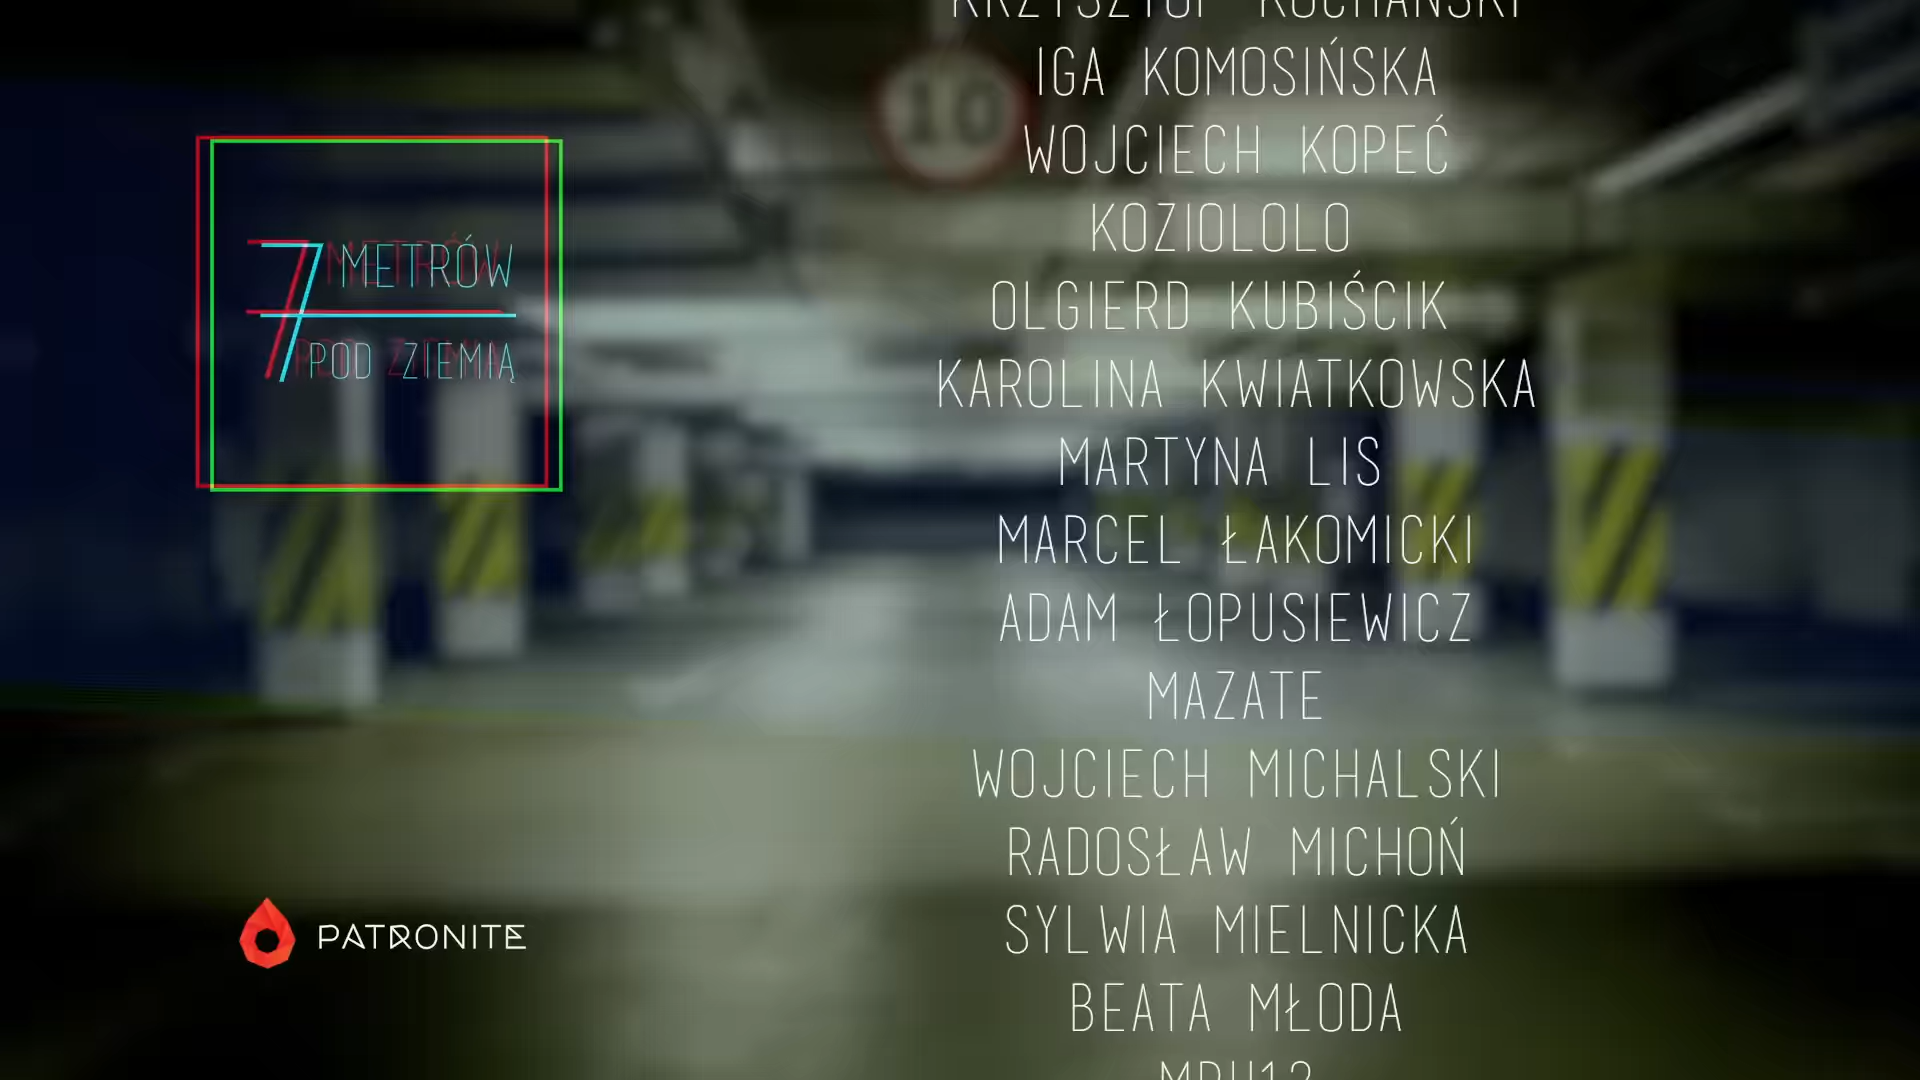 7 METRÓW
POD ZIEMIĄ
PATRONITE
10
IGA KOMOSIŃSKA
WOJCIECH KOPEĆ
KOZIOLOLO
OLGIERD KUBIŚCIK
KAROLINA KWIATKOWSKA
MARTYNA LIS
MARCEL ŁAKOMICKI
ADAM ŁOPUSIEWICZ
MAZATE
WOJCIECH MICHALSKI
RADOSŁAW MICHOŃ
SYLWIA MIELNICKA
BEATA MŁODA